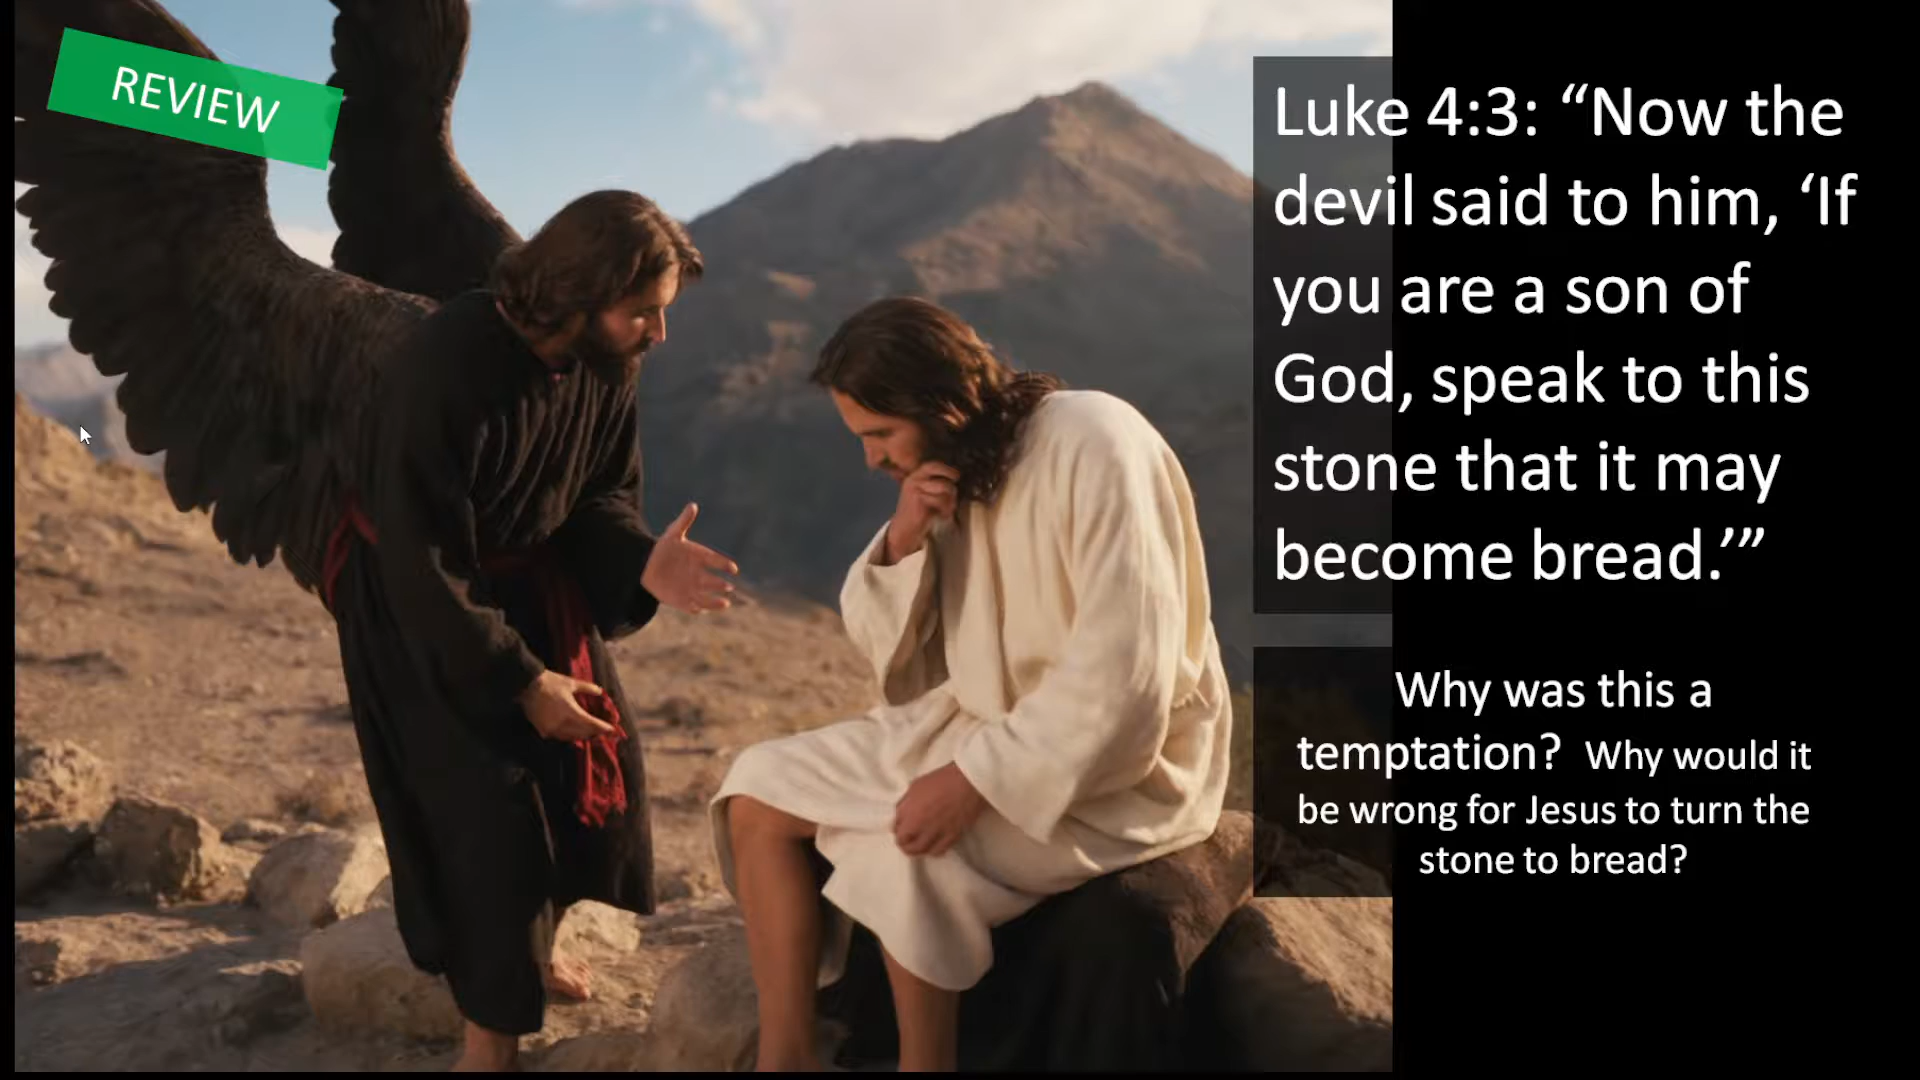 REVIEW
Luke 4:3: “Now the
devil said to him, ‘If
you are a son of
God, speak to this
stone that it may
become bread.’”
Why was this a
temptation? Why would it
be wrong for Jesus to turn the
stone to bread?